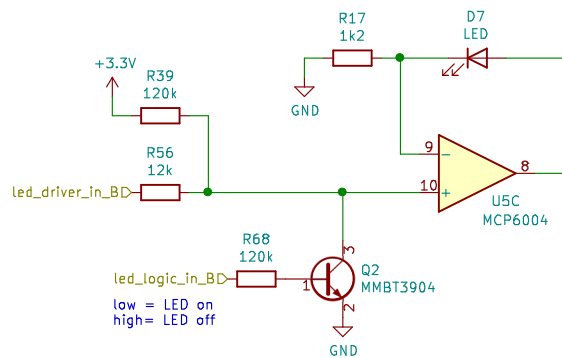 R17
1k2
D7
LED
+3.3V
R39
120k
GND
9
−
8
R56
12k
led_driver_in_B
10
+
U5C
MCP6004
R68
120k
3
led_logic_in_B
1
Q2
MMBT3904
2
low = LED on
high= LED off
GND